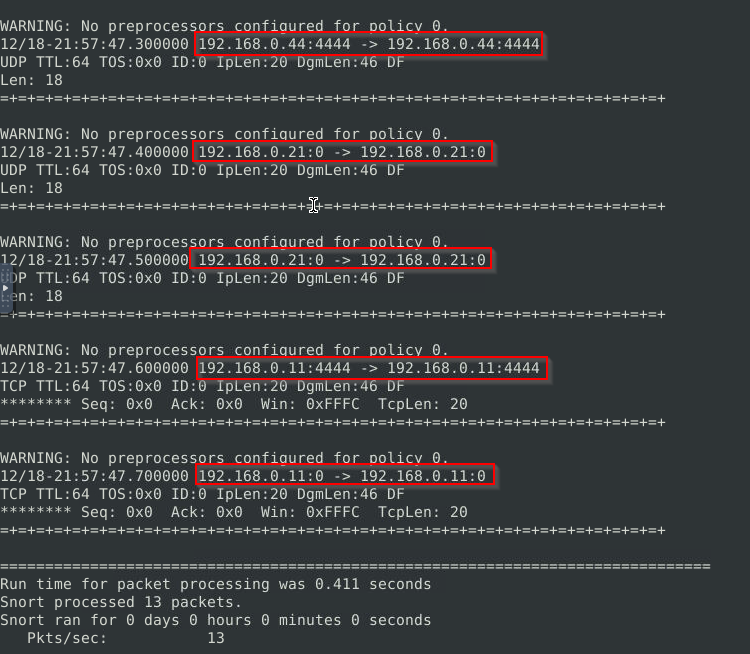 WARNING: No preprocessors configured for policy 0.
12/18-21:57:47.300000 192.168.0.44:4444 -> 192.168.0.44:4444
UDP TTL:64 TOS:0x0 ID:0 IpLen:20 DgmLen:46 DF
Len: 18
=+=+=+=+=+=+=+=+=+=+=+=+=+=+=+=+=+=+=+=+=+=+=+=+=+=+=+=+=+=+=+=+=+=+=+=+=+

WARNING: No preprocessors configured for policy 0.
12/18-21:57:47.400000 192.168.0.21:0 -> 192.168.0.21:0
UDP TTL:64 TOS:0x0 ID:0 IpLen:20 DgmLen:46 DF
Len: 18
=+=+=+=+=+=+=+=+=+=+=+=+=+=+=+=+=+=+=+=+=+=+=+=+=+=+=+=+=+=+=+=+=+=+=+=+=+

WARNING: No preprocessors configured for policy 0.
12/18-21:57:47.500000 192.168.0.21:0 -> 192.168.0.21:0
UDP TTL:64 TOS:0x0 ID:0 IpLen:20 DgmLen:46 DF
Len: 18
=+=+=+=+=+=+=+=+=+=+=+=+=+=+=+=+=+=+=+=+=+=+=+=+=+=+=+=+=+=+=+=+=+=+=+=+=+

WARNING: No preprocessors configured for policy 0.
12/18-21:57:47.600000 192.168.0.11:4444 -> 192.168.0.11:4444
TCP TTL:64 TOS:0x0 ID:0 IpLen:20 DgmLen:46 DF
******** Seq: 0x0  Ack: 0x0  Win: 0xFFFC  TcpLen: 20
=+=+=+=+=+=+=+=+=+=+=+=+=+=+=+=+=+=+=+=+=+=+=+=+=+=+=+=+=+=+=+=+=+=+=+=+=+

WARNING: No preprocessors configured for policy 0.
12/18-21:57:47.700000 192.168.0.11:0 -> 192.168.0.11:0
TCP TTL:64 TOS:0x0 ID:0 IpLen:20 DgmLen:46 DF
******** Seq: 0x0  Ack: 0x0  Win: 0xFFFC  TcpLen: 20
=+=+=+=+=+=+=+=+=+=+=+=+=+=+=+=+=+=+=+=+=+=+=+=+=+=+=+=+=+=+=+=+=+=+=+=+=+

===============================================================================
Run time for packet processing was 0.411 seconds
Snort processed 13 packets.
Snort ran for 0 days 0 hours 0 minutes 0 seconds
   Pkts/sec:           13